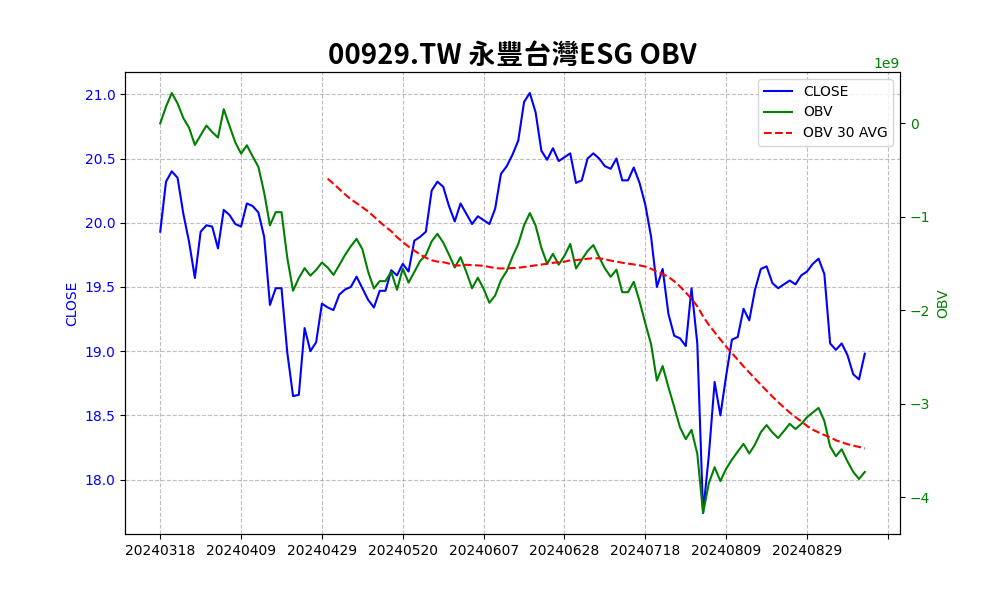 00929.TW 永豐台灣ESG OBV
1e9
CLOSE
OBV
OBV 30 AVG
21.0
20.5
20.0
19.5
19.0
18.5
18.0
CLOSE
0
−1
−2
−3
−4
OBV
20240318 20240409 20240429 20240520 20240607 20240628 20240718 20240809 20240829